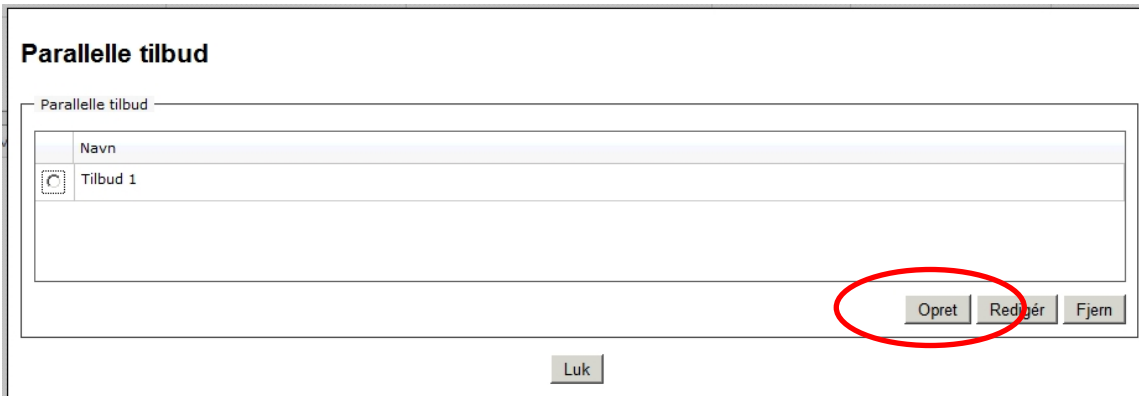 Parallelle tilbud
Parallelle tilbud
Navn
Tilbud 1
Opret Redigér Fjern
Luk